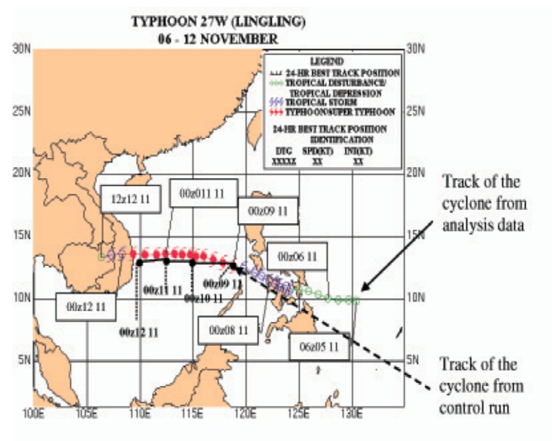 TYPHOON 27W (LINGLING)
06 - 12 NOVEMBER
30N
30N
LEGEND
24-HR BEST TRACK POSITION
TROPICAL DISTURBANCE/
TROPICAL DEPRESSION
TROPICAL STORM
TYPHOON/SUPER TYPHOON
24-HR BEST TRACK POSITION
IDENTIFICATION
DTG SPD(KT) INT(KT)
XXXXZ XX XX
25N
25N
20N
20N
Track of the
cyclone from
analysis data
12z12 11
00z011 11
00z09 11
15N
15N
00z06 11
00z09 11
00z11 11
00z10 11
10N
10N
00z12 11
00z12 11
00z08 11
06z05 11
5N
5N
Track of the
cyclone from
control run
100E
105E
110E
115E
120E
125E
130E